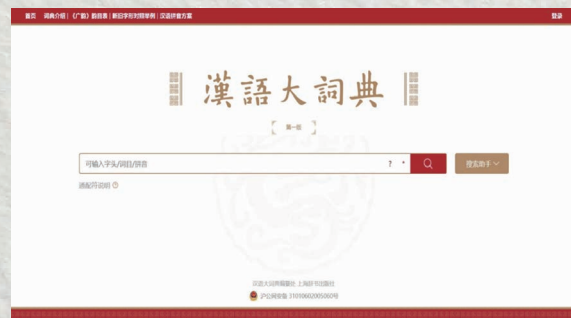 首页 词典介绍 | 《广韵》韵目表 | 新旧字形对照举例 | 汉语拼音方案 登录
漢語大詞典
第一版
可输入字头/词目/拼音 ? * 搜索助手
通配符说明 ?
汉语大词典编纂处 上海辞书出版社
沪公网安备 31010602005060号